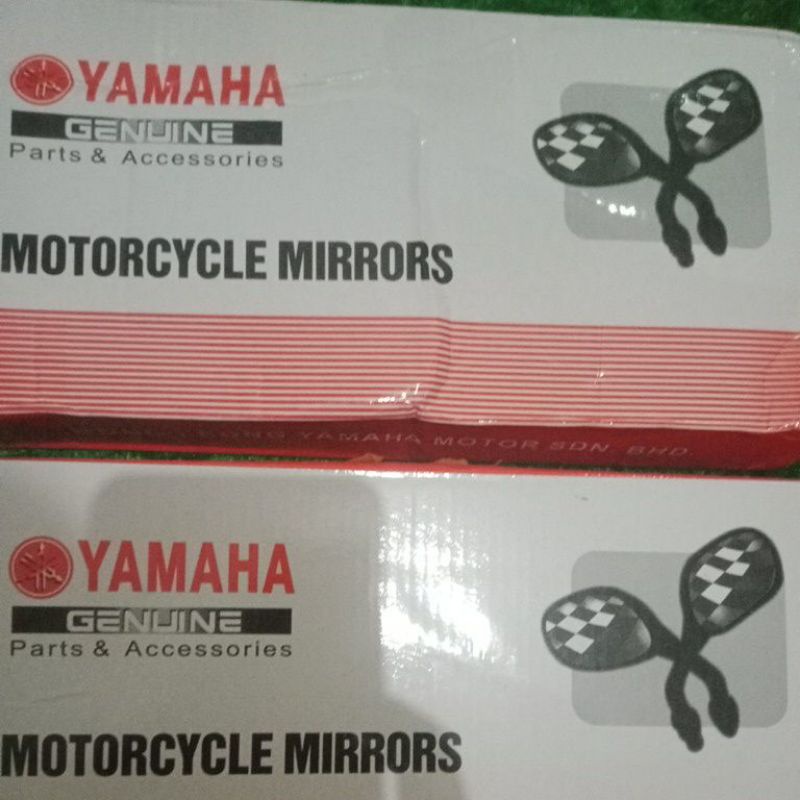 YAMAHA
GENUINE
Parts & Accessories
MOTORCYCLE MIRRORS
YAMAHA MOTOR SDN. BHD.
YAMAHA
GENUINE
Parts & Accessories
MOTORCYCLE MIRRORS